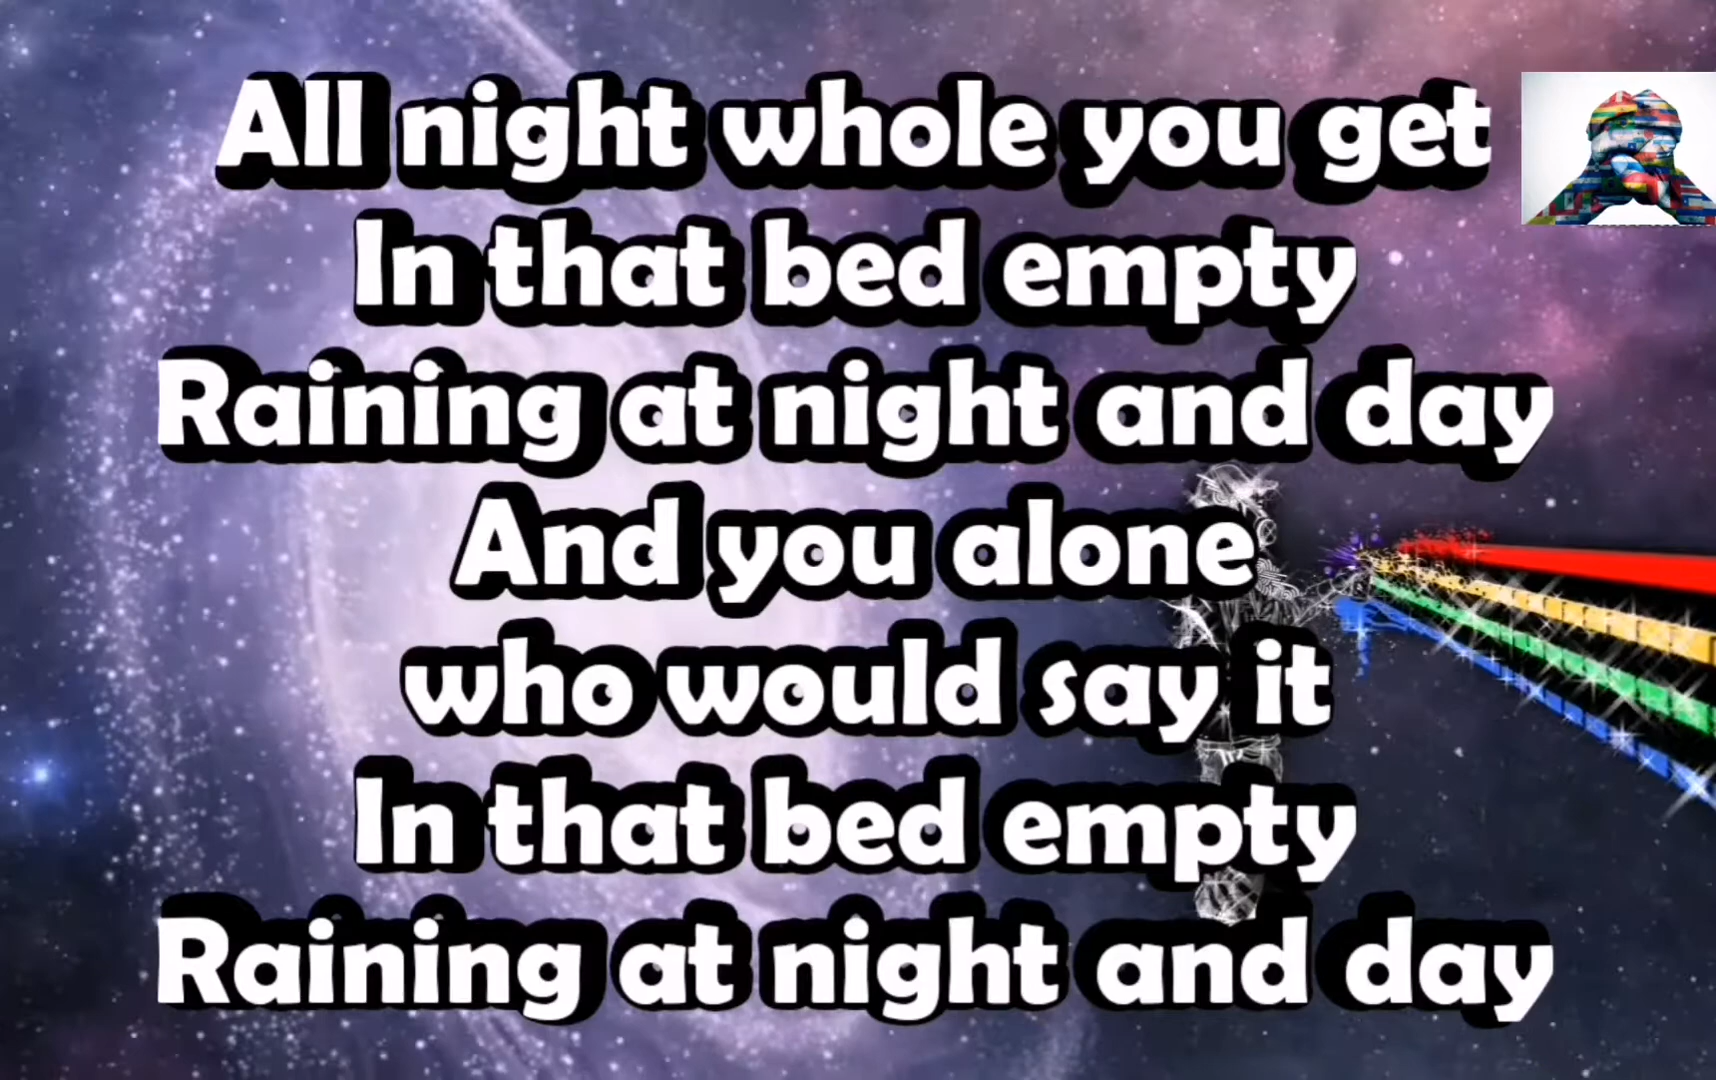 All night whole you get
In that bed empty
Raining at night and day
And you alone
who would say it
In that bed empty
Raining at night and day